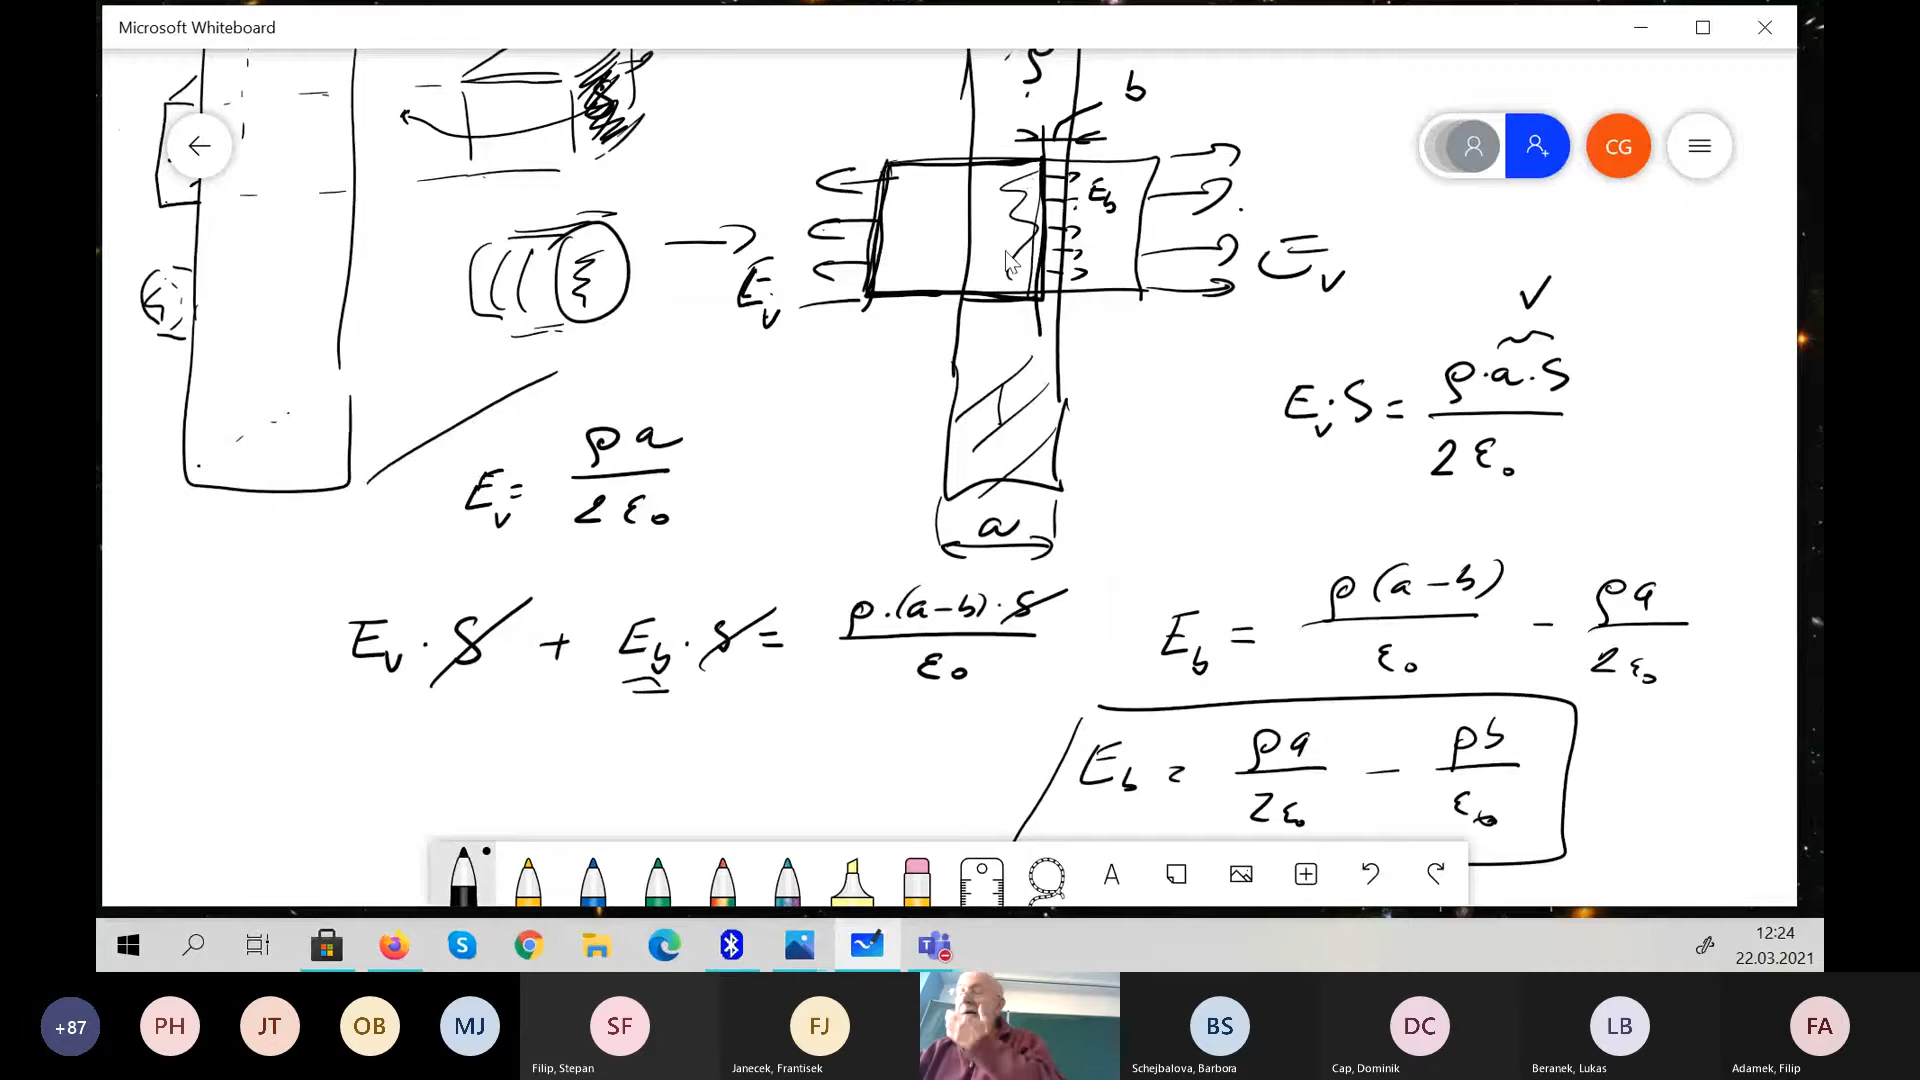 Microsoft Whiteboard
ρ
b
E_b
E_v
E_v
CG
V
E_v · S = ρ·a·S / 2ε₀
E_v = ρa / 2ε₀
a
E_v · S + E_b · S = ρ·(a-b)·S / ε₀
E_b = ρ(a-b) / ε₀ - ρa / 2ε₀
E_b = ρa / 2ε₀ - ρb / ε₀
A
12:24
22.03.2021
+87
PH
JT
OB
MJ
SF
FJ
BS
DC
LB
FA
Filip, Stepan
Janecek, Frantisek
Schejbalova, Barbora
Cap, Dominik
Beranek, Lukas
Adamek, Filip